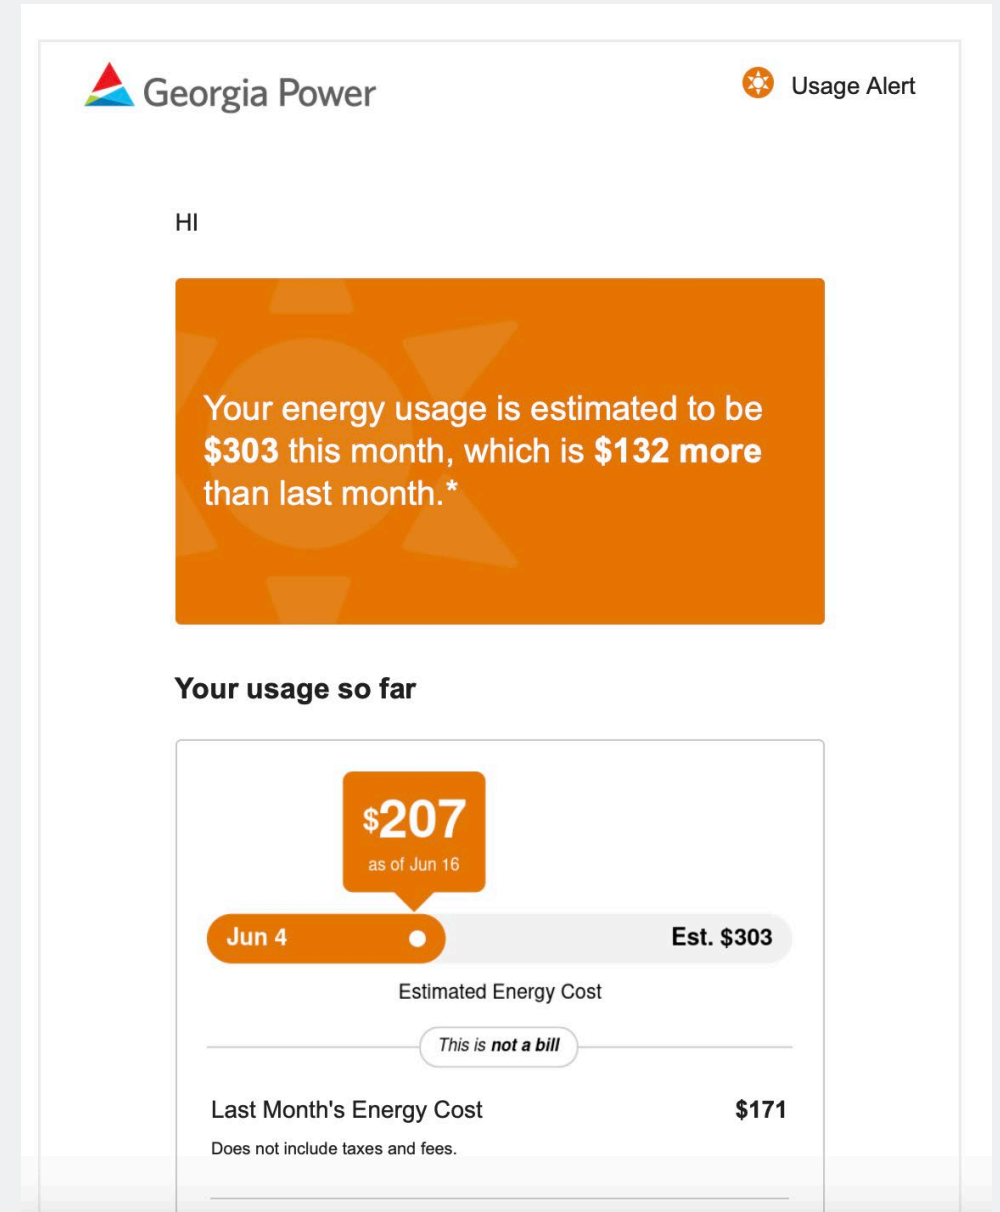 Georgia Power
Usage Alert
HI
Your energy usage is estimated to be
$303 this month, which is $132 more
than last month.*
Your usage so far
$207
as of Jun 16
Jun 4
Est. $303
Estimated Energy Cost
This is not a bill
Last Month's Energy Cost
$171
Does not include taxes and fees.